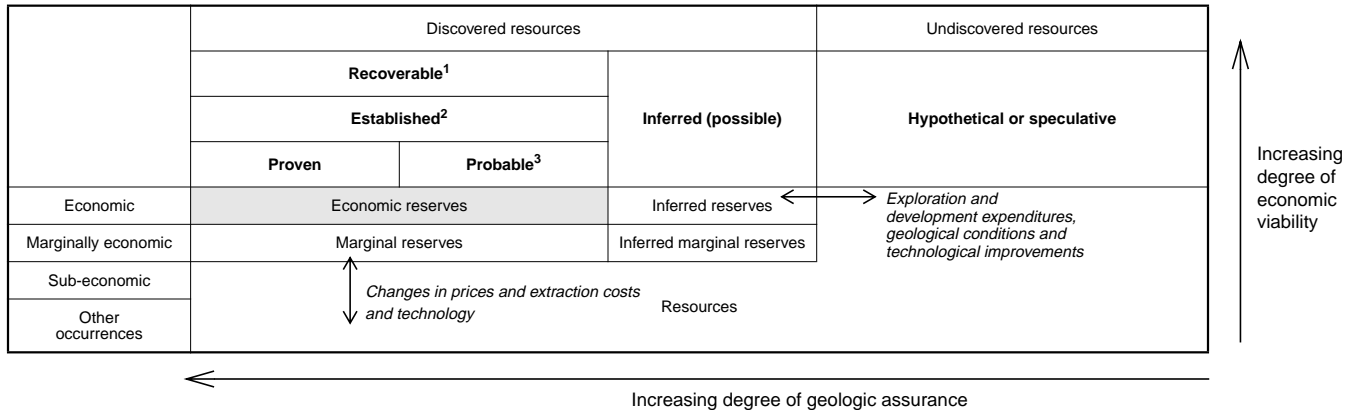 Discovered resources
Undiscovered resources
Recoverable1
Established2
Inferred (possible)
Hypothetical or speculative
Proven
Probable3
Economic
Economic reserves
Inferred reserves
Exploration and
development expenditures,
geological conditions and
technological improvements
Marginally economic
Marginal reserves
Inferred marginal reserves
Sub-economic
Changes in prices and extraction costs
and technology
Resources
Other
occurrences
Increasing
degree of
economic
viability
Increasing degree of geologic assurance